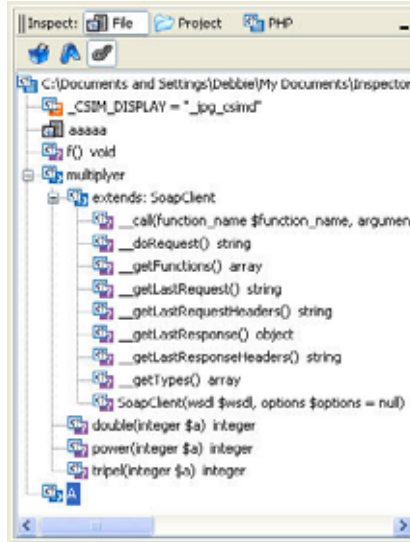 Inspect: File Project PHP
C:\Documents and Settings\Debbie\My Documents\Inspector
_CSIM_DISPLAY = "_jpg_csimd"
aaaaa
f() void
multiplyer
extends: SoapClient
__call(function_name $function_name, argumen
__doRequest() string
__getFunctions() array
__getLastRequest() string
__getLastRequestHeaders() string
__getLastResponse() object
__getLastResponseHeaders() string
__getTypes() array
SoapClient(wsdl $wsdl, options $options = null)
double(integer $a) integer
power(integer $a) integer
tripel(integer $a) integer
A